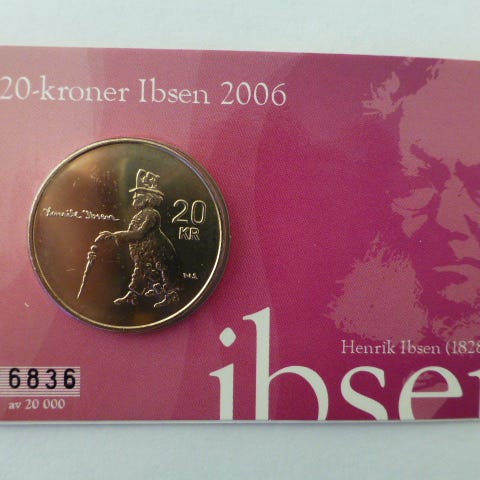 20-kroner Ibsen 2006
Henrik Ibsen
20
KR
Henrik Ibsen (1828
6836
av 20 000
ibsen